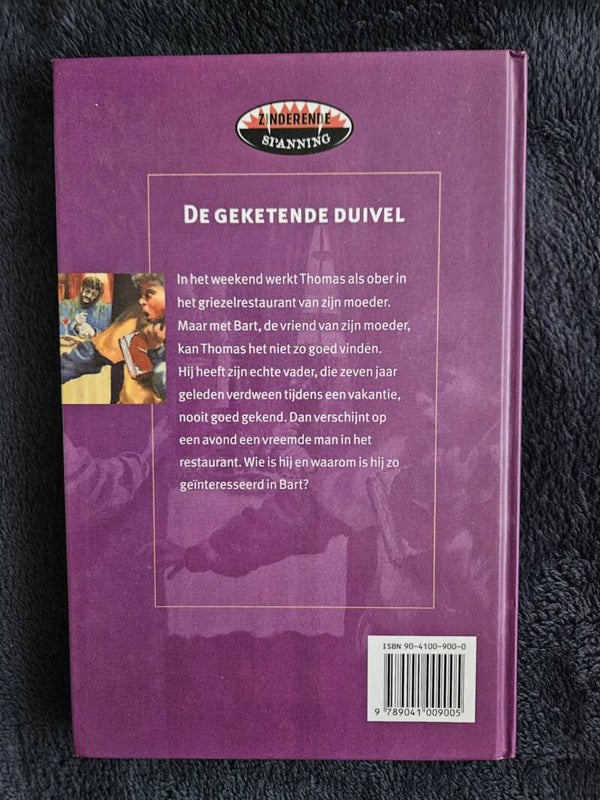 ZINDERENDE
SPANNING
DE GEKETENDE DUIVEL
In het weekend werkt Thomas als ober in
het griezelrestaurant van zijn moeder.
Maar met Bart, de vriend van zijn moeder,
kan Thomas het niet zo goed vinden.
Hij heeft zijn echte vader, die zeven jaar
geleden verdween tijdens een vakantie,
nooit goed gekend. Dan verschijnt op
een avond een vreemde man in het
restaurant. Wie is hij en waarom is hij zo
geïnteresseerd in Bart?
ISBN 90-4100-900-0
9 789041 009005